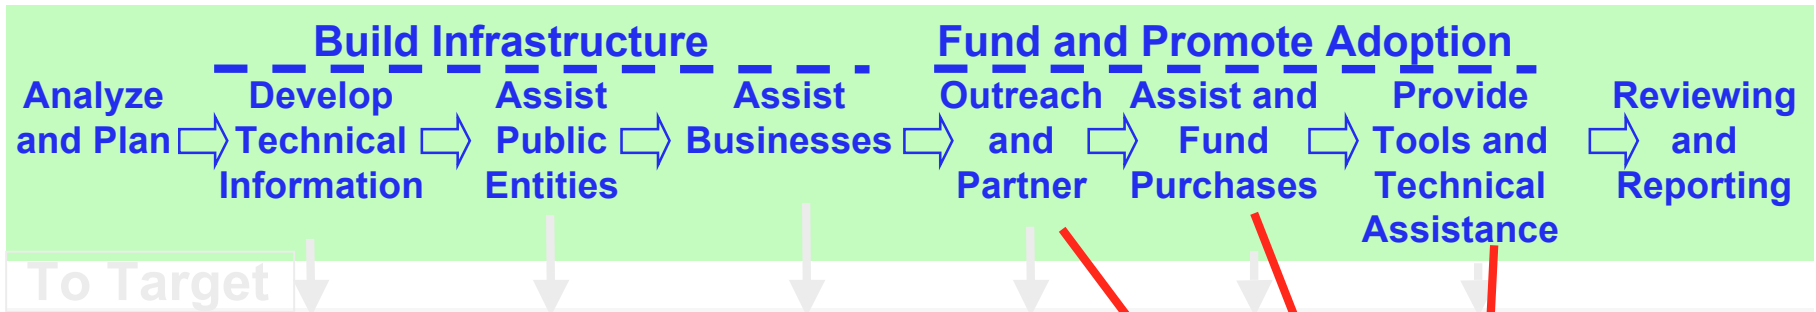 Build Infrastructure
Fund and Promote Adoption
Analyze
and Plan
Develop
Technical
Information
Assist
Public
Entities
Assist
Businesses
Outreach
and
Partner
Assist and
Fund
Purchases
Provide
Tools and
Technical
Assistance
Reviewing
and
Reporting
To Target